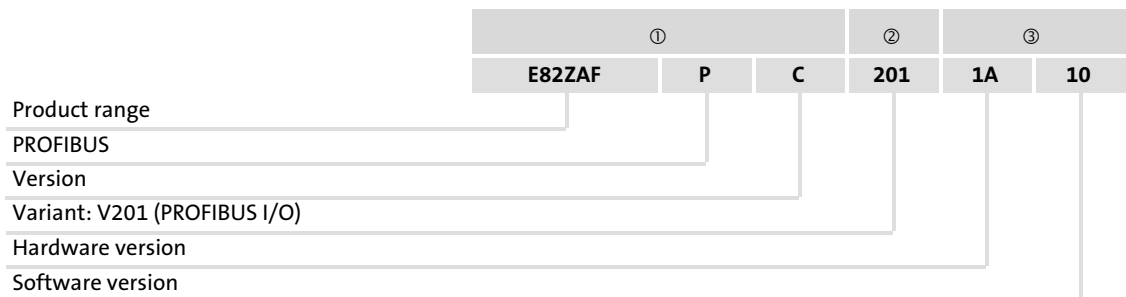 ① ② ③
E82ZAF P C 201 1A 10
Product range
PROFIBUS
Version
Variant: V201 (PROFIBUS I/O)
Hardware version
Software version